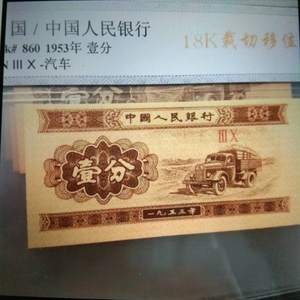 国 / 中国人民银行
k# 860 1953年 壹分
N III X -汽车
18K裁切移位
中國人民銀行
III X
壹分
一九五三年